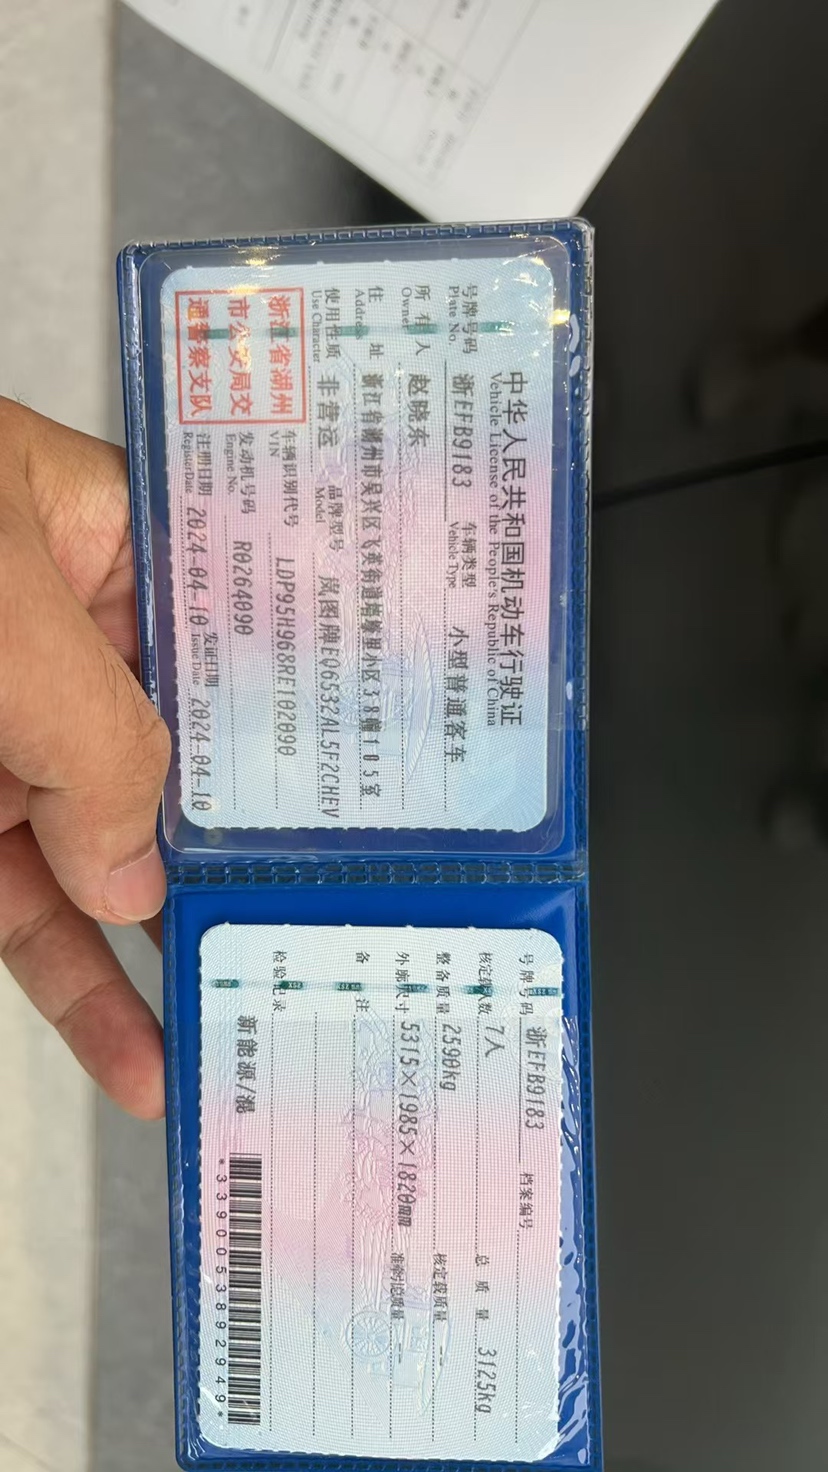 中华人民共和国机动车行驶证
Vehicle License of the People's Republic of China
号牌号码 浙EFB9183 车辆类型 小型普通客车
Plate No. Vehicle Type
所有人 赵晓东
Owner
住址 浙江省湖州市吴兴区飞英街道墙壕里小区38幢105室
Address
使用性质 非营运 品牌型号 岚图牌EQ6532AL5F2CHEV
Use Character Model
浙江省湖州市公安局交通警察支队
车辆识别代号 LDP95H968RE102090
VIN
发动机号码 R0264090
Engine No.
注册日期 2024-04-10 发证日期 2024-04-10
Register Date Issue Date
号牌号码 浙EFB9183 档案编号
核定载人数 7人 总质量 3125kg
整备质量 2590kg 核定载质量 --
外廓尺寸 5315×1985×1820mm 准牵引总质量 --
备注
检验记录
新能源/混
*3390053892949*